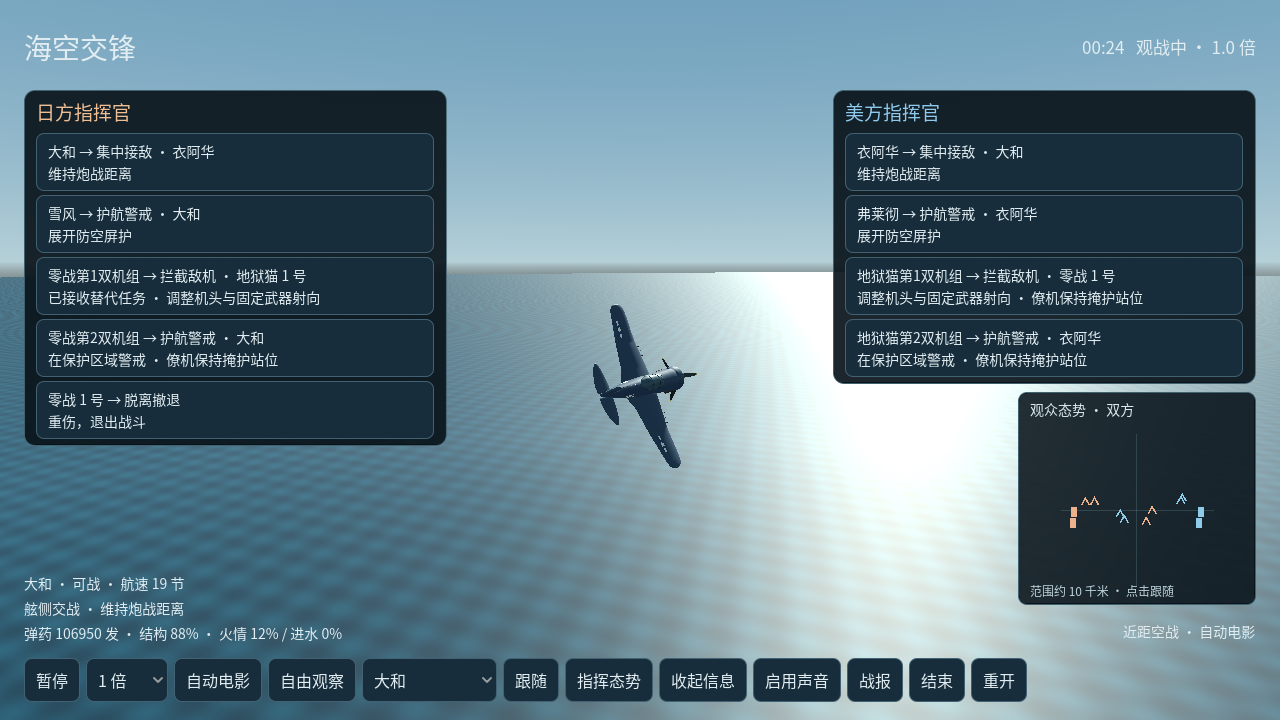 海空交锋
00:24 观战中 · 1.0 倍
日方指挥官
大和 → 集中接敌 · 衣阿华
维持炮战距离
雪风 → 护航警戒 · 大和
展开防空屏护
零战第1双机组 → 拦截敌机 · 地狱猫 1 号
已接收替代任务 · 调整机头与固定武器射向
零战第2双机组 → 护航警戒 · 大和
在保护区域警戒 · 僚机保持掩护站位
零战 1 号 → 脱离撤退
重伤，退出战斗
美方指挥官
衣阿华 → 集中接敌 · 大和
维持炮战距离
弗莱彻 → 护航警戒 · 衣阿华
展开防空屏护
地狱猫第1双机组 → 拦截敌机 · 零战 1 号
调整机头与固定武器射向 · 僚机保持掩护站位
地狱猫第2双机组 → 护航警戒 · 衣阿华
在保护区域警戒 · 僚机保持掩护站位
观众态势 · 双方
范围约 10 千米 · 点击跟随
大和 · 可战 · 航速 19 节
舷侧交战 · 维持炮战距离
弹药 106950 发 · 结构 88% · 火情 12% / 进水 0%
近距空战 · 自动电影
暂停 1 倍 自动电影 自由观察 大和 跟随 指挥态势 收起信息 启用声音 战报 结束 重开